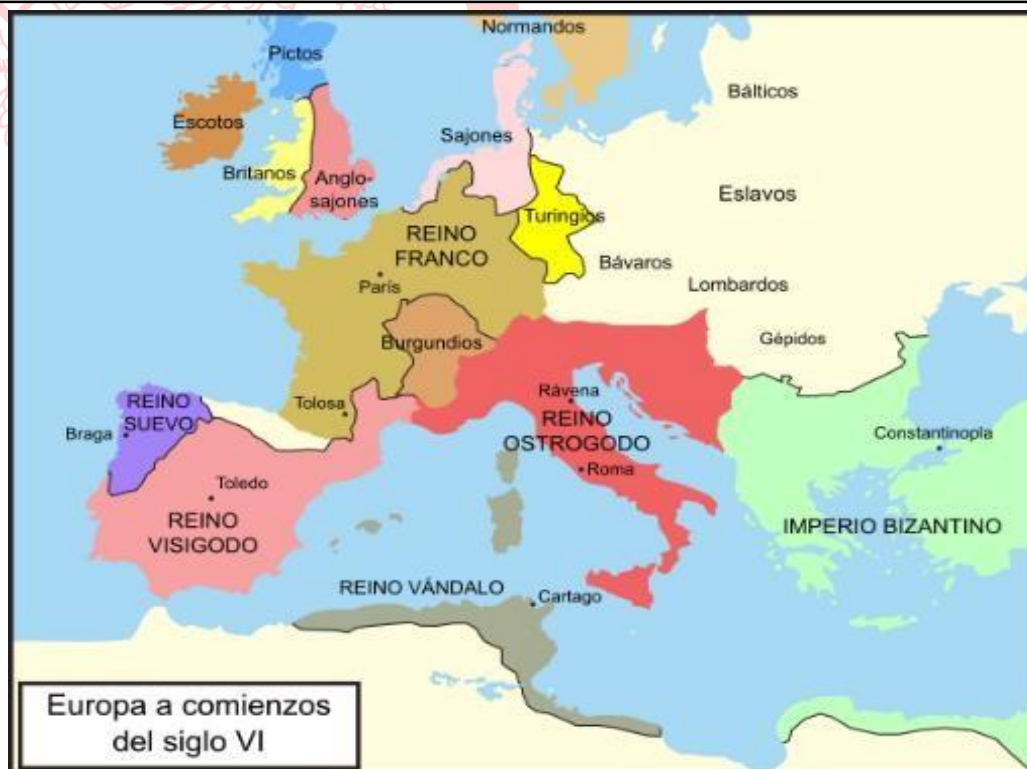 Normandos
Pictos
Bálticos
Escotos
Sajones
Britanos
Anglo-
sajones
Eslavos
Turingios
REINO
FRANCO
Bávaros
París
Lombardos
Gépidos
Burgundios
REINO
SUEVO
Braga
Tolosa
Rávena
REINO
OSTROGODO
Roma
Constantinopla
Toledo
REINO
VISIGODO
IMPERIO BIZANTINO
REINO VÁNDALO
Cartago
Europa a comienzos
del siglo VI